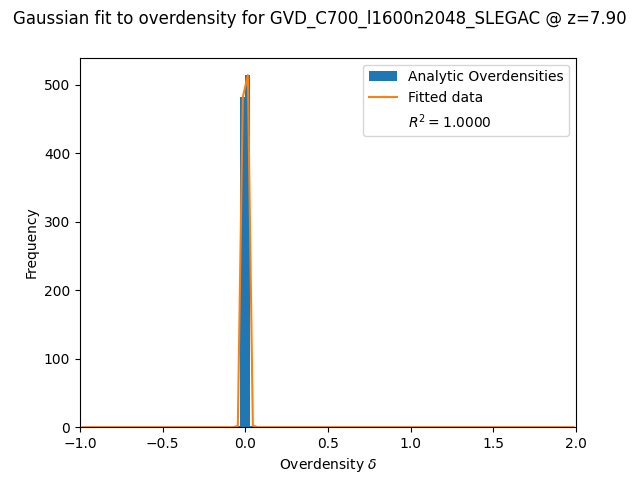 Gaussian fit to overdensity for GVD_C700_l1600n2048_SLEGAC @ z=7.90
Analytic Overdensities
Fitted data
R² = 1.0000
500
400
300
200
100
0
Frequency
−1.0 −0.5 0.0 0.5 1.0 1.5 2.0
Overdensity δ